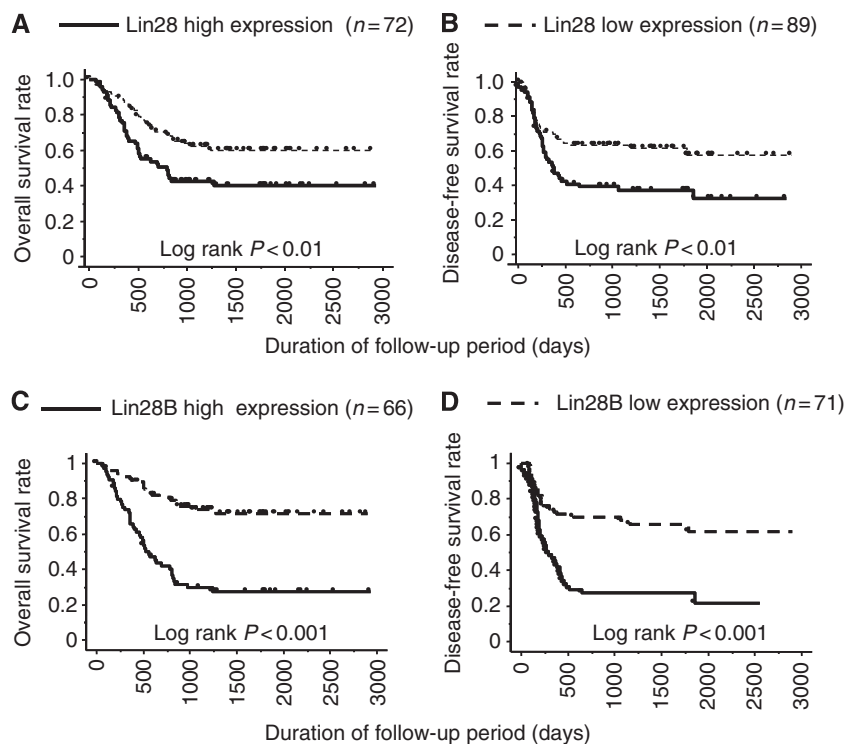 A Lin28 high expression (n=72)
B Lin28 low expression (n=89)
Overall survival rate
1.0
0.8
0.6
0.4
0.2
0
Log rank P<0.01
0 500 1000 1500 2000 2500 3000
Disease-free survival rate
1.0
0.8
0.6
0.4
0.2
0
Log rank P<0.01
0 500 1000 1500 2000 2500 3000
Duration of follow-up period (days)
C Lin28B high expression (n=66)
D Lin28B low expression (n=71)
Overall survival rate
1
0.8
0.6
0.4
0.2
0
Log rank P<0.001
0 500 1000 1500 2000 2500 3000
Disease-free survival rate
1
0.8
0.6
0.4
0.2
0
Log rank P<0.001
0 500 1000 1500 2000 2500 3000
Duration of follow-up period (days)